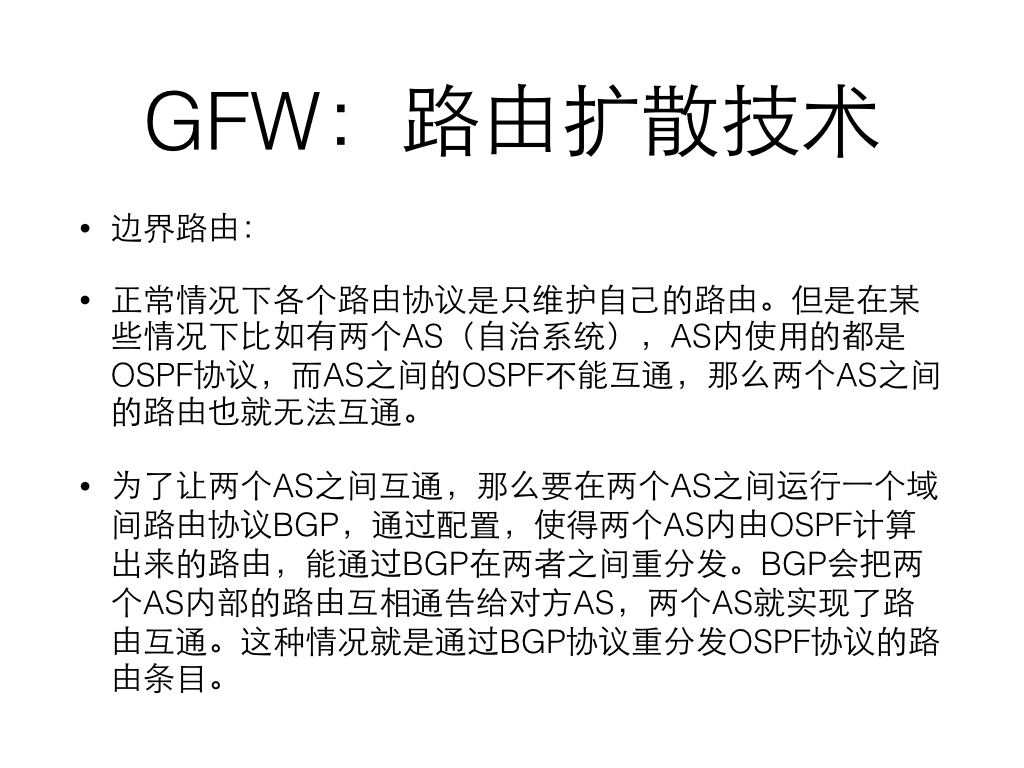 GFW：路由扩散技术
• 边界路由：
• 正常情况下各个路由协议是只维护自己的路由。但是在某
些情况下比如有两个AS（自治系统），AS内使用的都是
OSPF协议，而AS之间的OSPF不能互通，那么两个AS之间
的路由也就无法互通。
• 为了让两个AS之间互通，那么要在两个AS之间运行一个域
间路由协议BGP，通过配置，使得两个AS内由OSPF计算
出来的路由，能通过BGP在两者之间重分发。BGP会把两
个AS内部的路由互相通告给对方AS，两个AS就实现了路
由互通。这种情况就是通过BGP协议重分发OSPF协议的路
由条目。